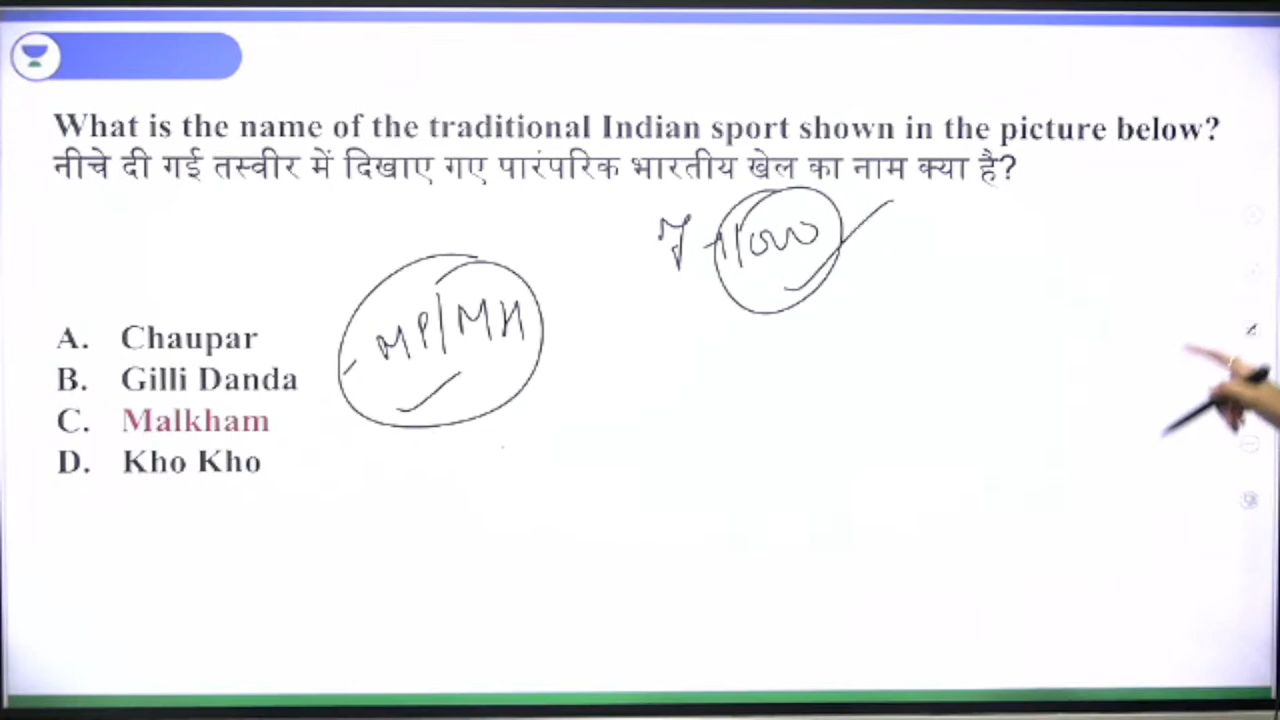 What is the name of the traditional Indian sport shown in the picture below?
नीचे दी गई तस्वीर में दिखाए गए पारंपरिक भारतीय खेल का नाम क्या है?
MP/MH
A. Chaupar
B. Gilli Danda
C. Malkham
D. Kho Kho